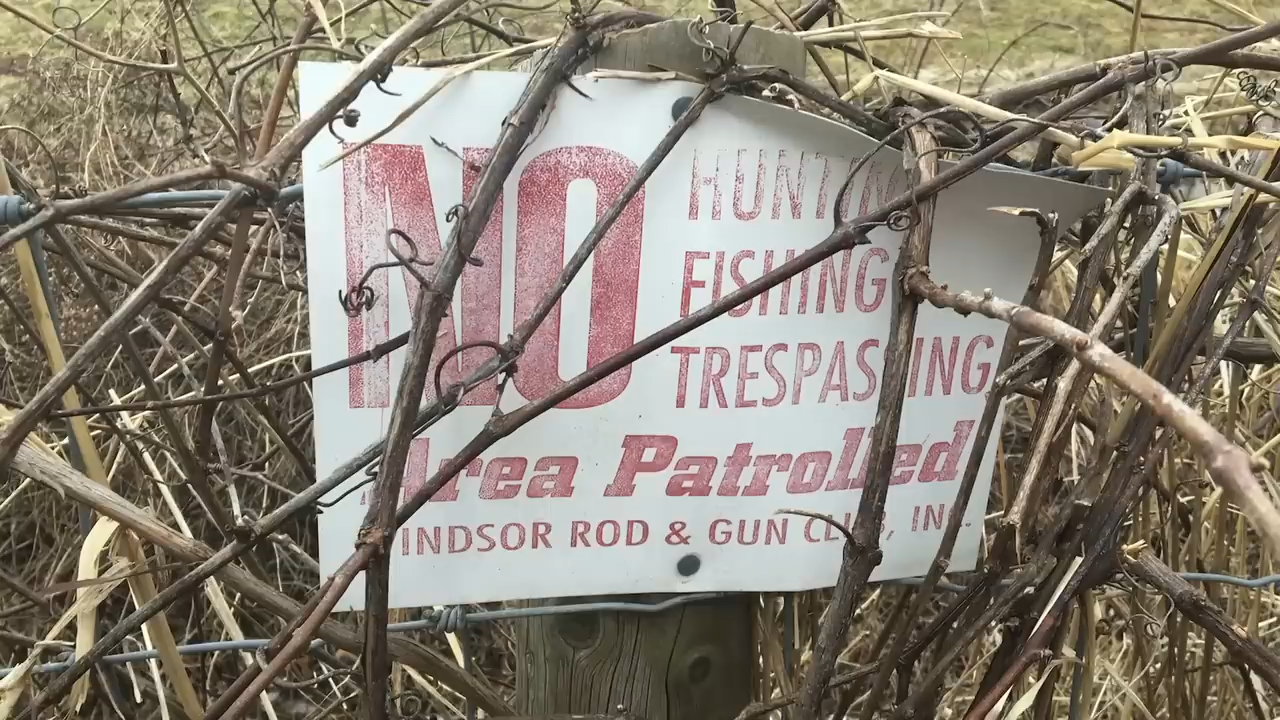 NO
HUNTING
FISHING
TRESPASSING
Area Patrolled
WINDSOR ROD & GUN CLUB, INC.